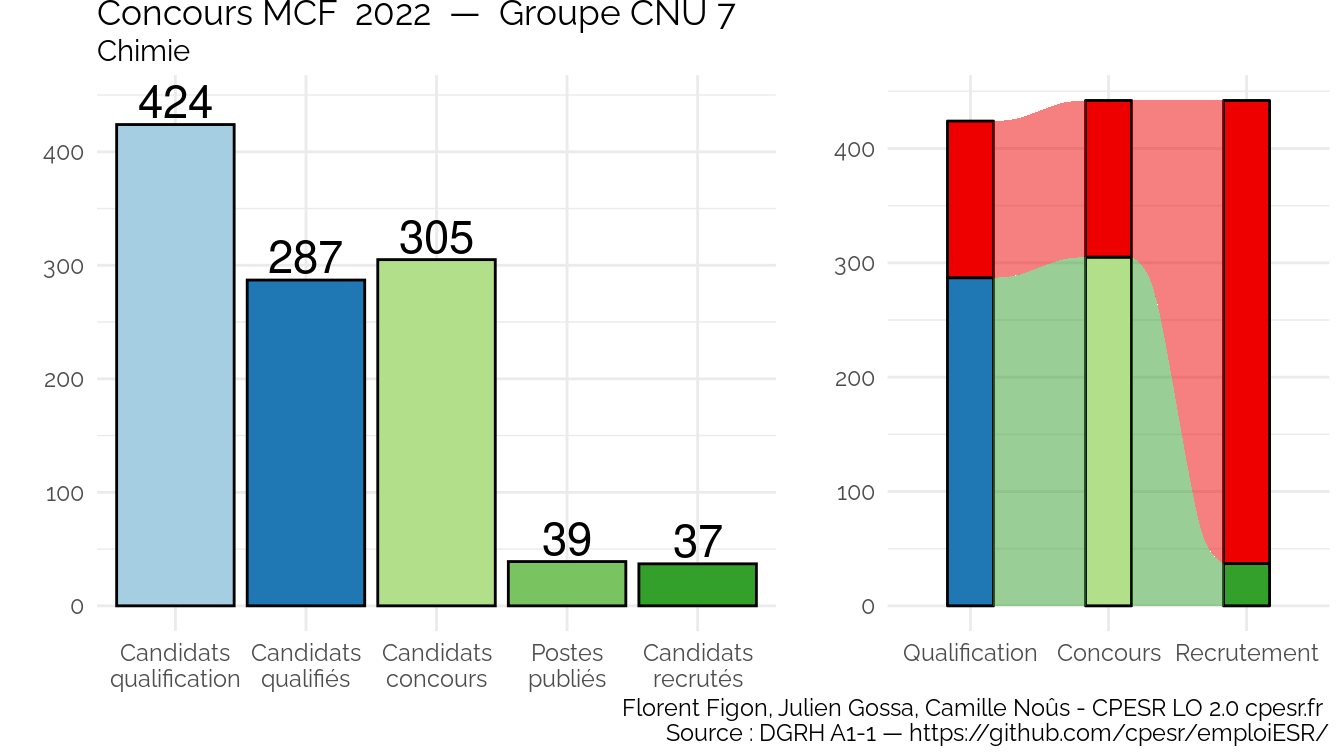 Concours MCF 2022 — Groupe CNU 7
Chimie
424
287
305
39
37
400
300
200
100
0
Candidats qualification
Candidats qualifiés
Candidats concours
Postes publiés
Candidats recrutés
400
300
200
100
0
Qualification
Concours
Recrutement
Florent Figon, Julien Gossa, Camille Noûs - CPESR LO 2.0 cpesr.fr
Source : DGRH A1-1 — https://github.com/cpesr/emploiESR/